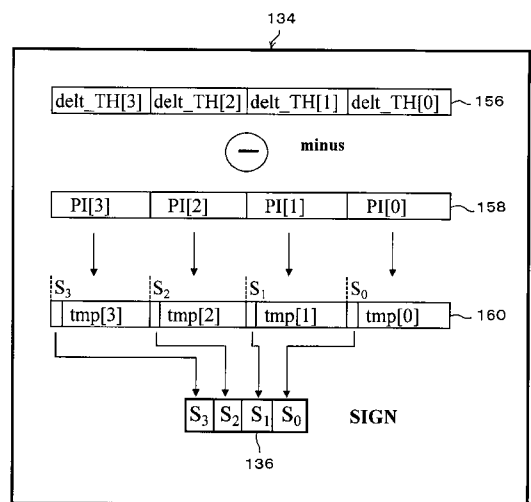 134
delt_TH[3] delt_TH[2] delt_TH[1] delt_TH[0] 156
− minus
PI[3] PI[2] PI[1] PI[0] 158
S3 S2 S1 S0
tmp[3] tmp[2] tmp[1] tmp[0] 160
S3 S2 S1 S0 SIGN
136